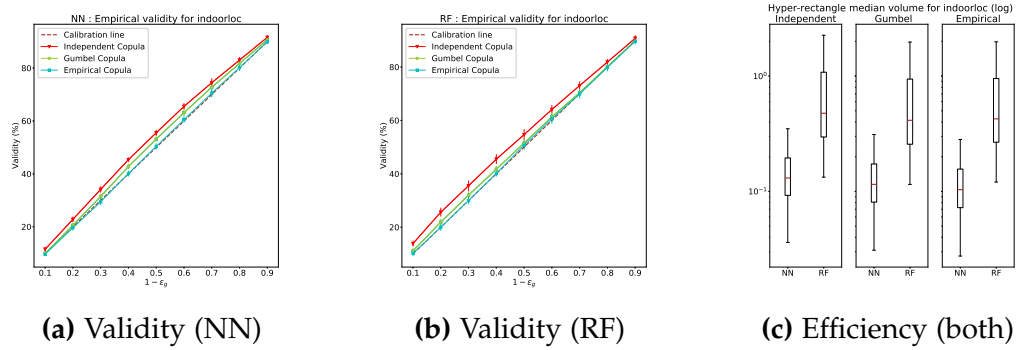 NN : Empirical validity for indoorloc
Calibration line
Independent Copula
Gumbel Copula
Empirical Copula
Validity (%)
80
60
40
20
0.1 0.2 0.3 0.4 0.5 0.6 0.7 0.8 0.9
1 − ϵg
(a) Validity (NN)
RF : Empirical validity for indoorloc
Calibration line
Independent Copula
Gumbel Copula
Empirical Copula
Validity (%)
80
60
40
20
0.1 0.2 0.3 0.4 0.5 0.6 0.7 0.8 0.9
1 − ϵg
(b) Validity (RF)
Hyper-rectangle median volume for indoorloc (log)
Independent Gumbel Empirical
10⁰
10⁻¹
NN RF NN RF NN RF
(c) Efficiency (both)